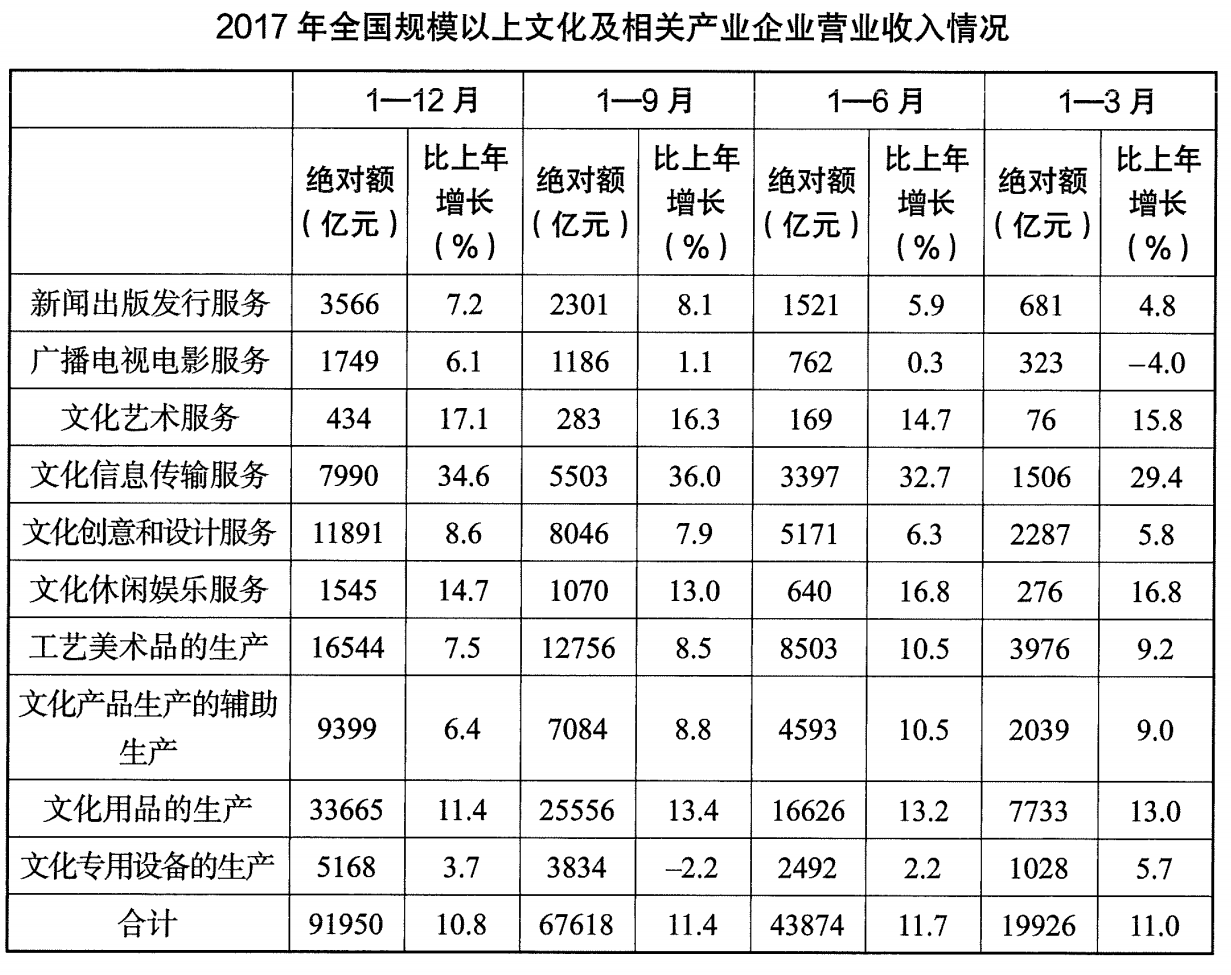 2017 年全国规模以上文化及相关产业企业营业收入情况
1—12 月 1—9 月 1—6 月 1—3 月
绝对额(亿元) 比上年增长(%) 绝对额(亿元) 比上年增长(%) 绝对额(亿元) 比上年增长(%) 绝对额(亿元) 比上年增长(%)
新闻出版发行服务 3566 7.2 2301 8.1 1521 5.9 681 4.8
广播电视电影服务 1749 6.1 1186 1.1 762 0.3 323 –4.0
文化艺术服务 434 17.1 283 16.3 169 14.7 76 15.8
文化信息传输服务 7990 34.6 5503 36.0 3397 32.7 1506 29.4
文化创意和设计服务 11891 8.6 8046 7.9 5171 6.3 2287 5.8
文化休闲娱乐服务 1545 14.7 1070 13.0 640 16.8 276 16.8
工艺美术品的生产 16544 7.5 12756 8.5 8503 10.5 3976 9.2
文化产品生产的辅助生产 9399 6.4 7084 8.8 4593 10.5 2039 9.0
文化用品的生产 33665 11.4 25556 13.4 16626 13.2 7733 13.0
文化专用设备的生产 5168 3.7 3834 –2.2 2492 2.2 1028 5.7
合计 91950 10.8 67618 11.4 43874 11.7 19926 11.0